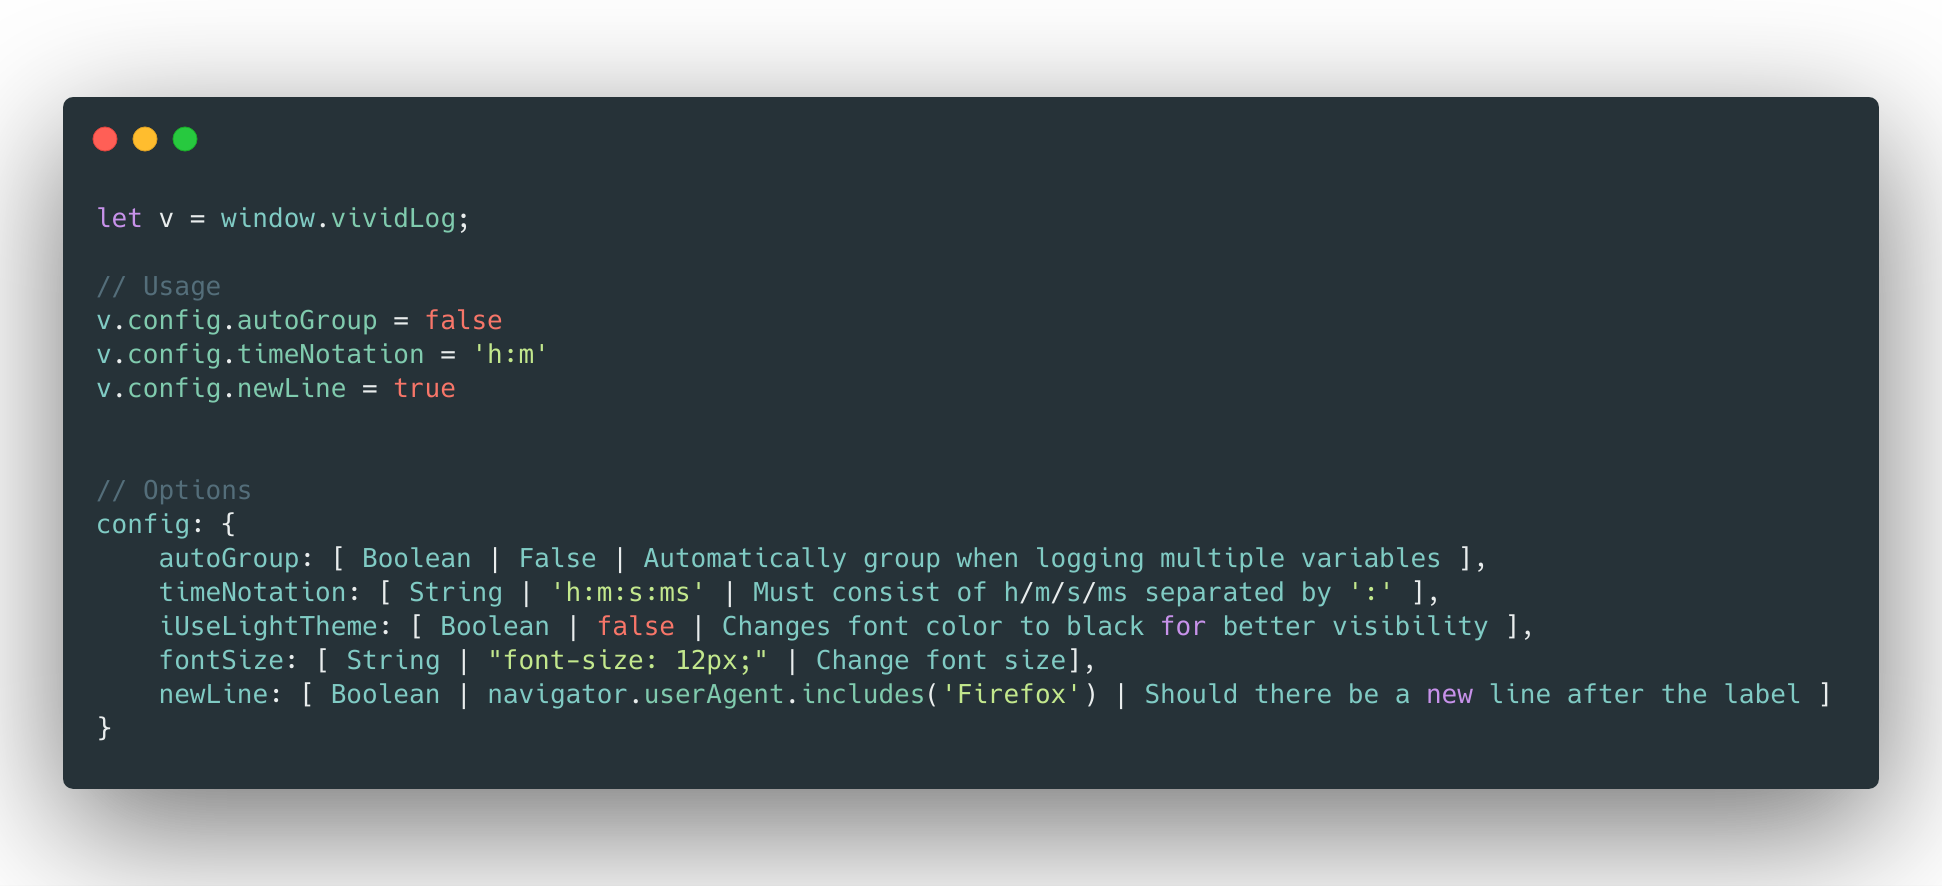 let v = window.vividLog;
// Usage
v.config.autoGroup = false
v.config.timeNotation = 'h:m'
v.config.newLine = true
// Options
config: {
    autoGroup: [ Boolean | False | Automatically group when logging multiple variables ],
    timeNotation: [ String | 'h:m:s:ms' | Must consist of h/m/s/ms separated by ':' ],
    iUseLightTheme: [ Boolean | false | Changes font color to black for better visibility ],
    fontSize: [ String | "font-size: 12px;" | Change font size],
    newLine: [ Boolean | navigator.userAgent.includes('Firefox') | Should there be a new line after the label ]
}